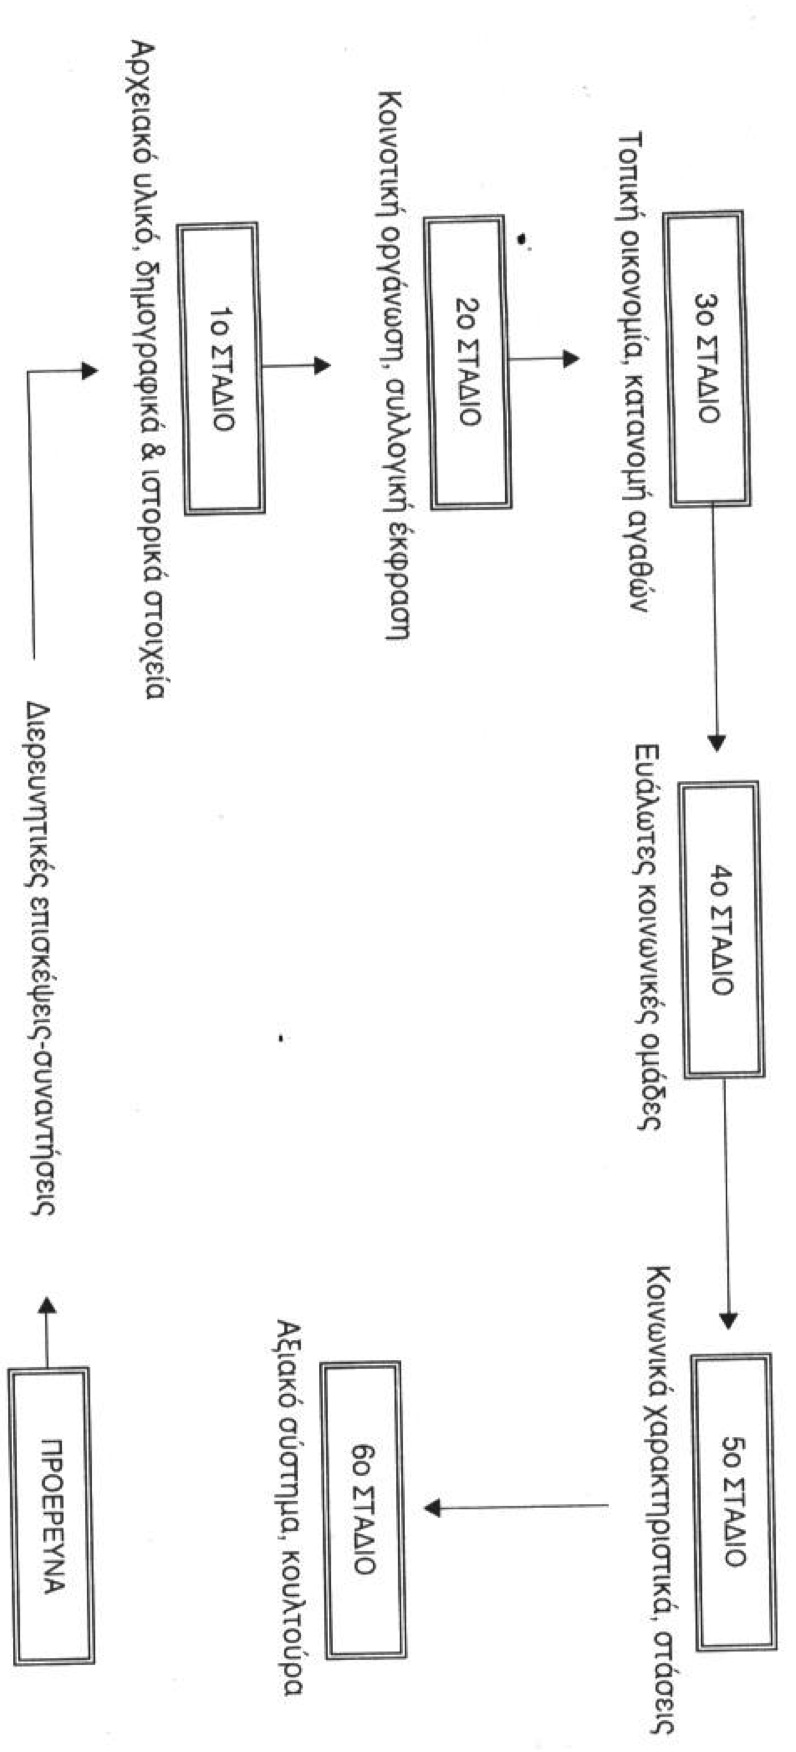 3ο ΣΤΑΔΙΟ
Τοπική οικονομία, κατανομή αγαθών
4ο ΣΤΑΔΙΟ
Ευάλωτες κοινωνικές ομάδες
5ο ΣΤΑΔΙΟ
Κοινωνικά χαρακτηριστικά, στάσεις
2ο ΣΤΑΔΙΟ
Κοινοτική οργάνωση, συλλογική έκφραση
6ο ΣΤΑΔΙΟ
Αξιακό σύστημα, κουλτούρα
1ο ΣΤΑΔΙΟ
Αρχειακό υλικό, δημογραφικά & ιστορικά στοιχεία
ΠΡΟΕΡΕΥΝΑ
Διερευνητικές επισκέψεις-συναντήσεις